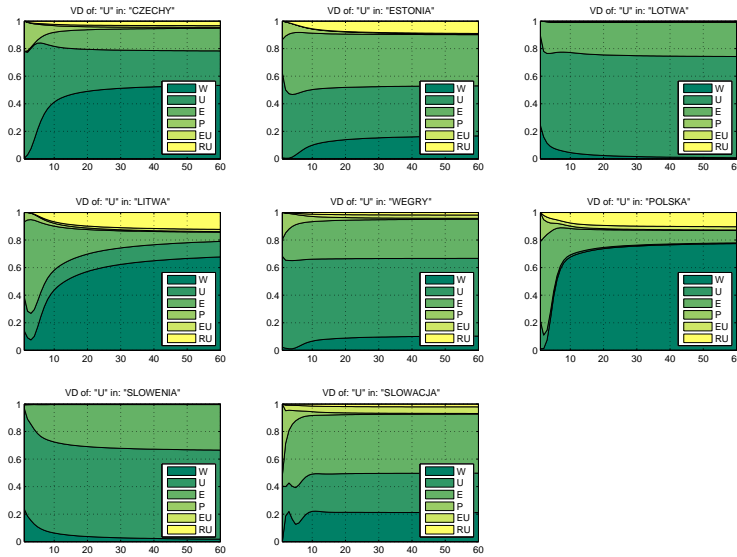 VD of: "U" in: "CZECHY"
1
0.8
0.6
0.4
0.2
0
10 20 30 40 50 60
W
U
E
P
EU
RU
VD of: "U" in: "ESTONIA"
1
0.8
0.6
0.4
0.2
0
10 20 30 40 50 60
W
U
E
P
EU
RU
VD of: "U" in: "LOTWA"
1
0.8
0.6
0.4
0.2
0
10 20 30 40 50 60
W
U
E
P
EU
RU
VD of: "U" in: "LITWA"
1
0.8
0.6
0.4
0.2
0
10 20 30 40 50 60
W
U
E
P
EU
RU
VD of: "U" in: "WEGRY"
1
0.8
0.6
0.4
0.2
0
10 20 30 40 50 60
W
U
E
P
EU
RU
VD of: "U" in: "POLSKA"
1
0.8
0.6
0.4
0.2
0
10 20 30 40 50 60
W
U
E
P
EU
RU
VD of: "U" in: "SLOWENIA"
1
0.8
0.6
0.4
0.2
0
10 20 30 40 50 60
W
U
E
P
EU
RU
VD of: "U" in: "SLOWACJA"
1
0.8
0.6
0.4
0.2
0
10 20 30 40 50 60
W
U
E
P
EU
RU